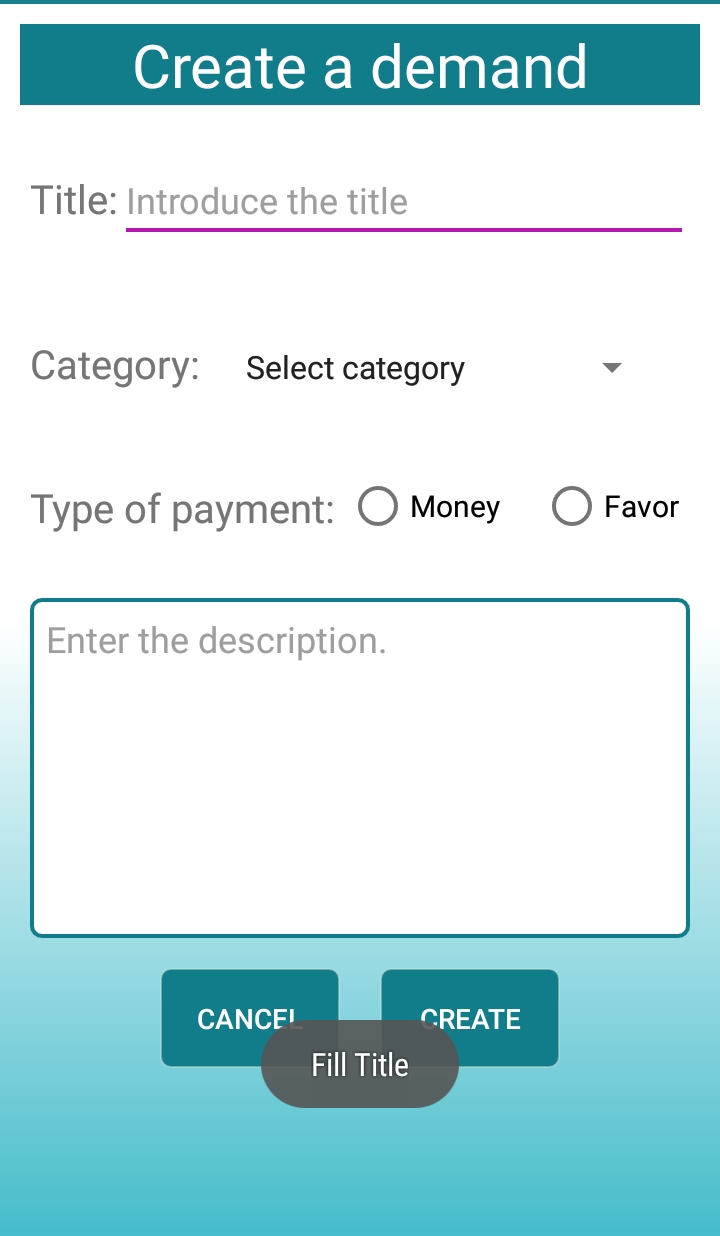 Create a demand
Title: Introduce the title
Category: Select category
Type of payment: Money Favor
Enter the description.
CANCEL CREATE
Fill Title